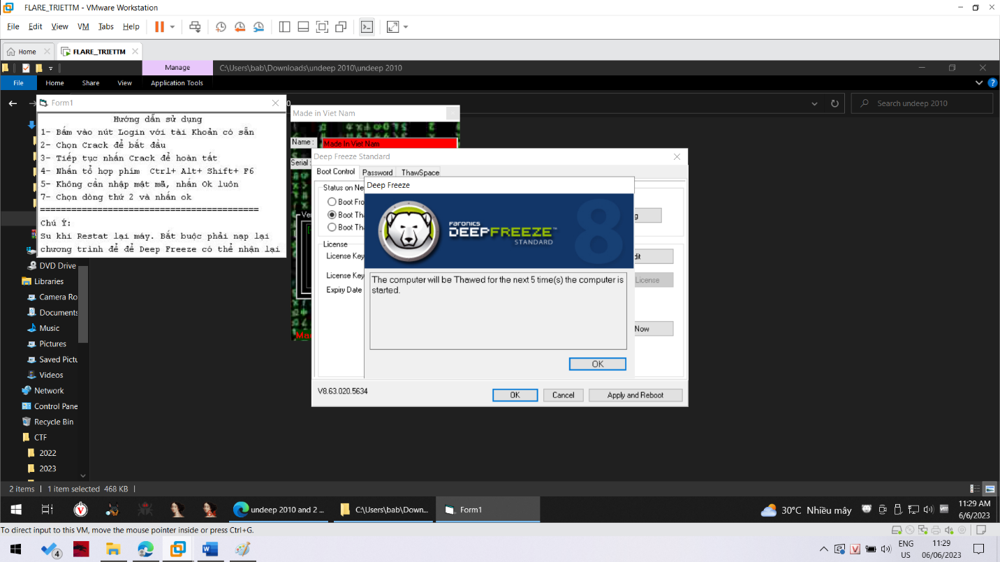 FLARE_TRIETTM - VMware Workstation
File Edit View VM Tabs Help
Home
FLARE_TRIETTM
Manage
C:\Users\bab\Downloads\undeep 2010\undeep 2010
File Home Share View Application Tools
Form1
0
Search undeep 2010
Hướng dẫn sử dụng
1- Bấm vào nút Login với tài Khoản có sẵn
2- Chọn Crack để bắt đầu
3- Tiếp tục nhấn Crack để hoàn tất
4- Nhấn tổ hợp phím Ctrl+ Alt+ Shift+ F6
5- Không cần nhập mật mã, nhấn Ok luôn
7- Chọn dòng thứ 2 và nhấn ok
==========================================
Chú Ý:
Su khi Restat lại máy. Bắt buộc phải nạp lại
chương trình để để Deep Freeze có thể nhận lại
Made in Viet Nam
Name :
Made In Viet Nam
Serial :
Deep Freeze Standard
Boot Control Password ThawSpace
Status on Ne
Boot Fro
Boot Th
Boot Th
g
License
License Key
dit
License Key
License
Expiry Date
Now
Deep Freeze
FARONICS
DEEPFREEZE™
STANDARD
8
The computer will be Thawed for the next 5 time(s) the computer is
started.
OK
V8.63.020.5634
OK Cancel Apply and Reboot
DVD Drive
Libraries
Camera Ro
Documents
Music
Pictures
Saved Pictu
Videos
Network
Control Pane
Recycle Bin
CTF
2022
2023
2 items 1 item selected 468 KB
undeep 2010 and 2 ...
C:\Users\bab\Down...
Form1
30°C Nhiều mây
11:29 AM
6/6/2023
To direct input to this VM, move the mouse pointer inside or press Ctrl+G.
4
ENG
US
11:29
06/06/2023